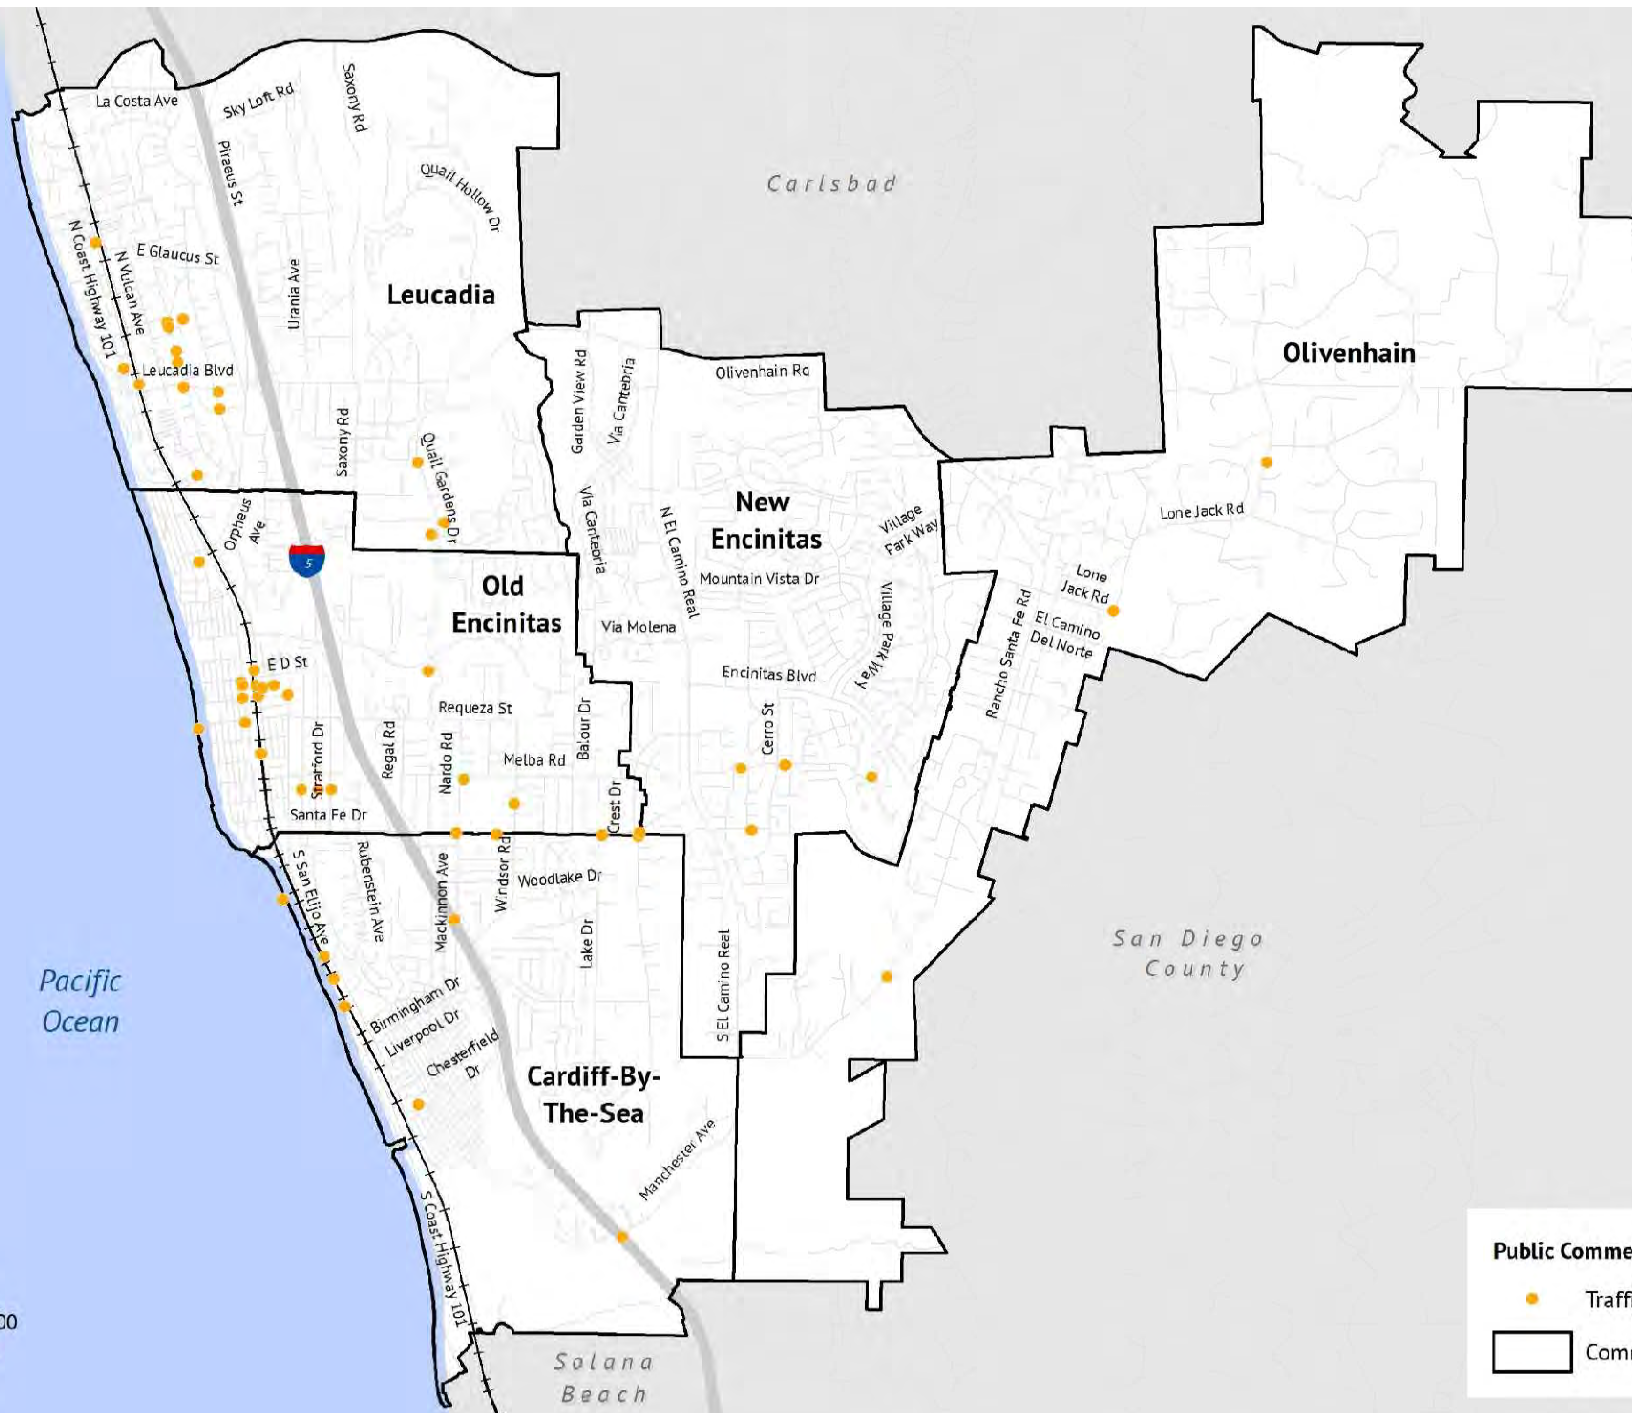 La Costa Ave
Sky Loft Rd
Saxony Rd
Piraeus St
Quail Hollow Dr
Carlsbad
N Coast Highway 101
N Vulcan Ave
E Glaucus St
Urania Ave
Leucadia
Olivenhain
Leucadia Blvd
Garden View Rd
Via Cantebria
Olivenhain Rd
Saxony Rd
Quail Gardens Dr
Orpheus
Ave
5
Via Cantebria
N El Camino Real
New
Encinitas
Village
Park Way
Lone Jack Rd
Mountain Vista Dr
Old
Encinitas
Via Molena
Village Park Way
Lone
Jack Rd
El Camino
Del Norte
Rancho Santa Fe Rd
E D St
Encinitas Blvd
Requeza St
Balour Dr
Cerro St
Stratford Dr
Regal Rd
Nardo Rd
Melba Rd
Crest Dr
Santa Fe Dr
S San Elijo Ave
Rubenstein Ave
Mackinnon Ave
Windsor Rd
Woodlake Dr
Lake Dr
S El Camino Real
San Diego
County
Pacific
Ocean
Birmingham Dr
Liverpool Dr
Chesterfield
Dr
Cardiff-By-
The-Sea
Manchester Ave
S Coast Highway 101
Public Comme
Traffi
Com
00
Solana
Beach